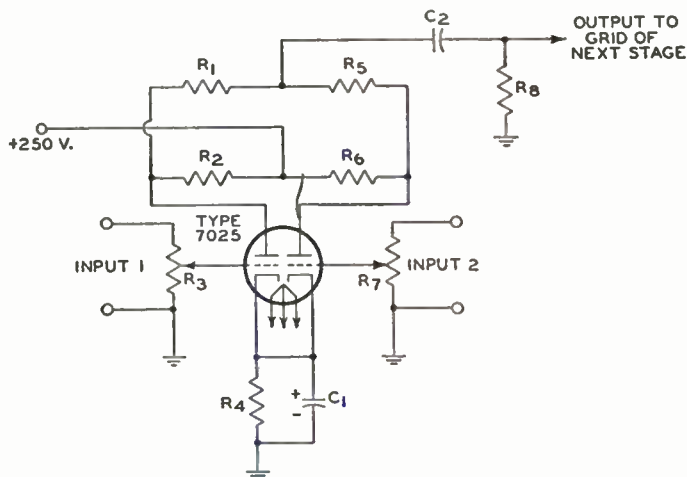 C2
OUTPUT TO
GRID OF
NEXT STAGE
R1
R5
R8
+250 V.
R2
R6
TYPE
7025
INPUT 1
R3
R7
INPUT 2
R4
+
-
C1